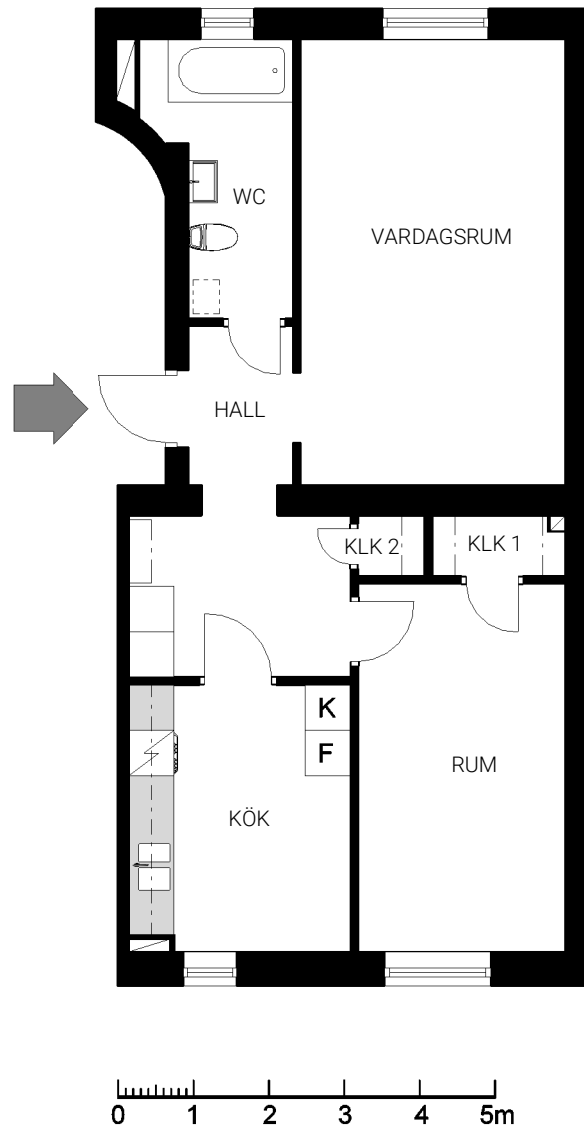 WC
VARDAGSRUM
HALL
KLK 2
KLK 1
K
F
RUM
KÖK
0 1 2 3 4 5m